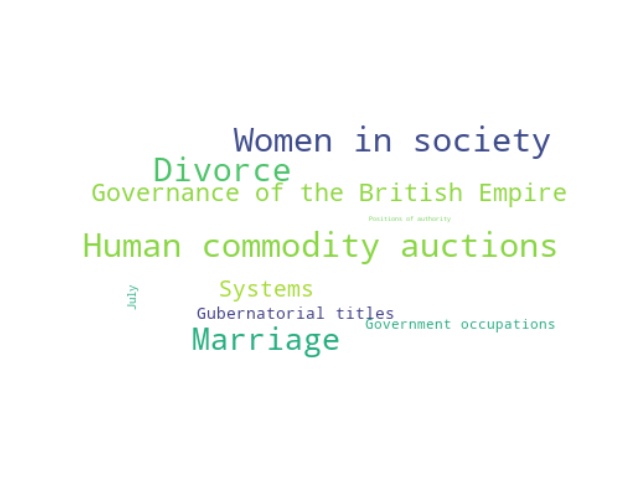 Women in society
Divorce
Governance of the British Empire
Positions of authority
Human commodity auctions
Systems
July
Gubernatorial titles
Government occupations
Marriage